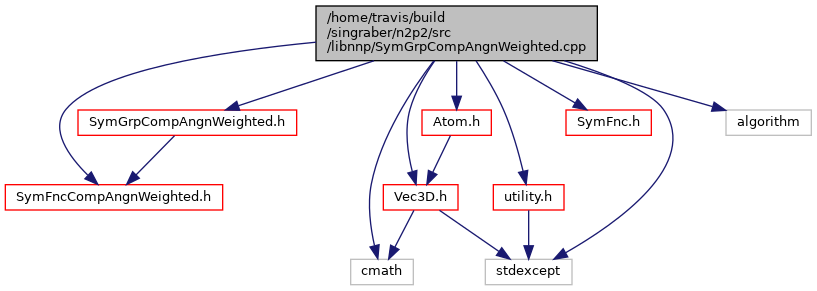 /home/travis/build
/singraber/n2p2/src
/libnnp/SymGrpCompAngnWeighted.cpp
SymGrpCompAngnWeighted.h
Atom.h
SymFnc.h
algorithm
SymFncCompAngnWeighted.h
Vec3D.h
utility.h
cmath
stdexcept